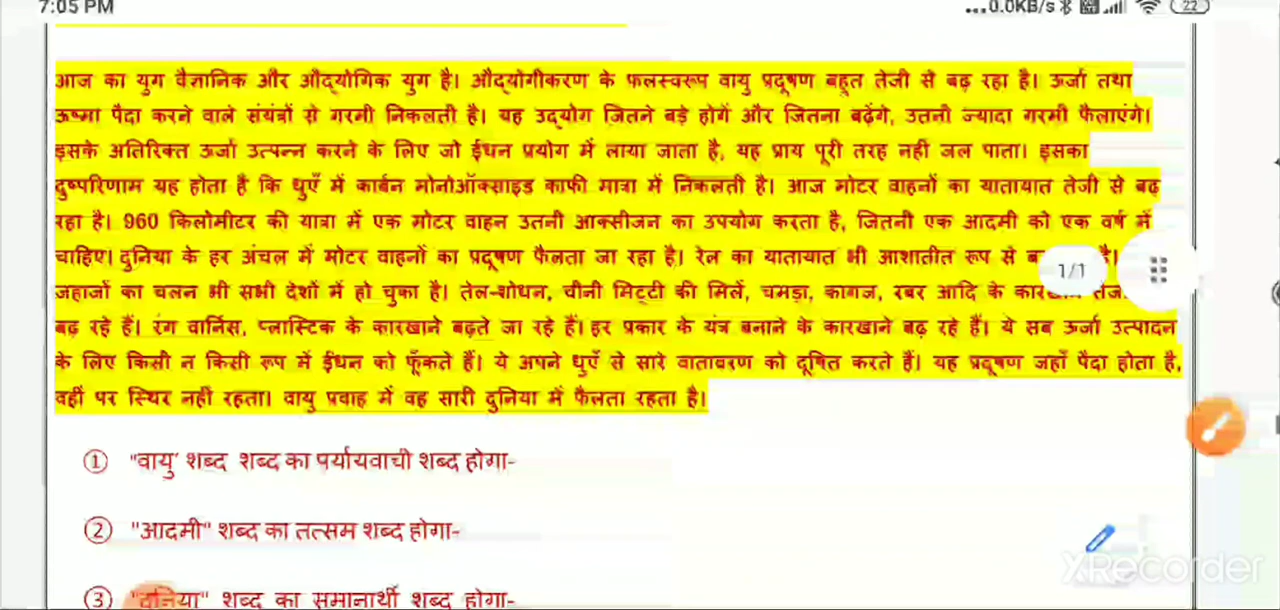 7:05 PM ...0.0KB/s 22
आज का युग वैज्ञानिक और औद्योगिक युग है। औद्योगीकरण के फलस्वरूप वायु प्रदूषण बहुत तेजी से बढ़ रहा है। ऊर्जा तथा
ऊष्मा पैदा करने वाले संयंत्रों से गरमी निकलती है। यह उद्योग जितने बड़े होगें और जितना बढ़ेंगे, उतनी ज्यादा गरमी फैलाएंगे।
इसके अतिरिक्त ऊर्जा उत्पन्न करने के लिए जो ईंधन प्रयोग में लाया जाता है, यह प्राय पूरी तरह नहीं जल पाता। इसका
दुष्परिणाम यह होता है कि धुएँ में कार्बन मोनोऑक्साइड काफी मात्रा में निकलती है। आज मोटर वाहनों का यातायात तेजी से बढ़
रहा है। 960 किलोमीटर की यात्रा में एक मोटर वाहन उतनी आक्सीजन का उपयोग करता है, जितनी एक आदमी को एक वर्ष में
चाहिए। दुनिया के हर अंचल में मोटर वाहनों का प्रदूषण फैलता जा रहा है। रेल का यातायात भी आशातीत रूप से है।
1/1
जहाजों का चलन भी सभी देशों में हो चुका है। तेल-शोधन, चीनी मिट्टी की मिलें, चमड़ा, कागज, रबर आदि के
बढ़ रहे हैं। रंग वार्निस, प्लास्टिक के कारखाने बढ़ते जा रहे हैं। हर प्रकार के यंत्र बनाने के कारखाने बढ़ रहे हैं। ये सब ऊर्जा उत्पादन
के लिए किसी न किसी रूप में ईंधन को फूँकते हैं। ये अपने धुएँ से सारे वातावरण को दूषित करते हैं। यह प्रदूषण जहाँ पैदा होता है,
वहीं पर स्थिर नहीं रहता। वायु प्रवाह में वह सारी दुनिया में फैलता रहता है।
① "वायु' शब्द शब्द का पर्यायवाची शब्द होगा-
② "आदमी" शब्द का तत्सम शब्द होगा-
XRecorder
③ "दुनिया" शब्द का समानार्थी शब्द होगा-